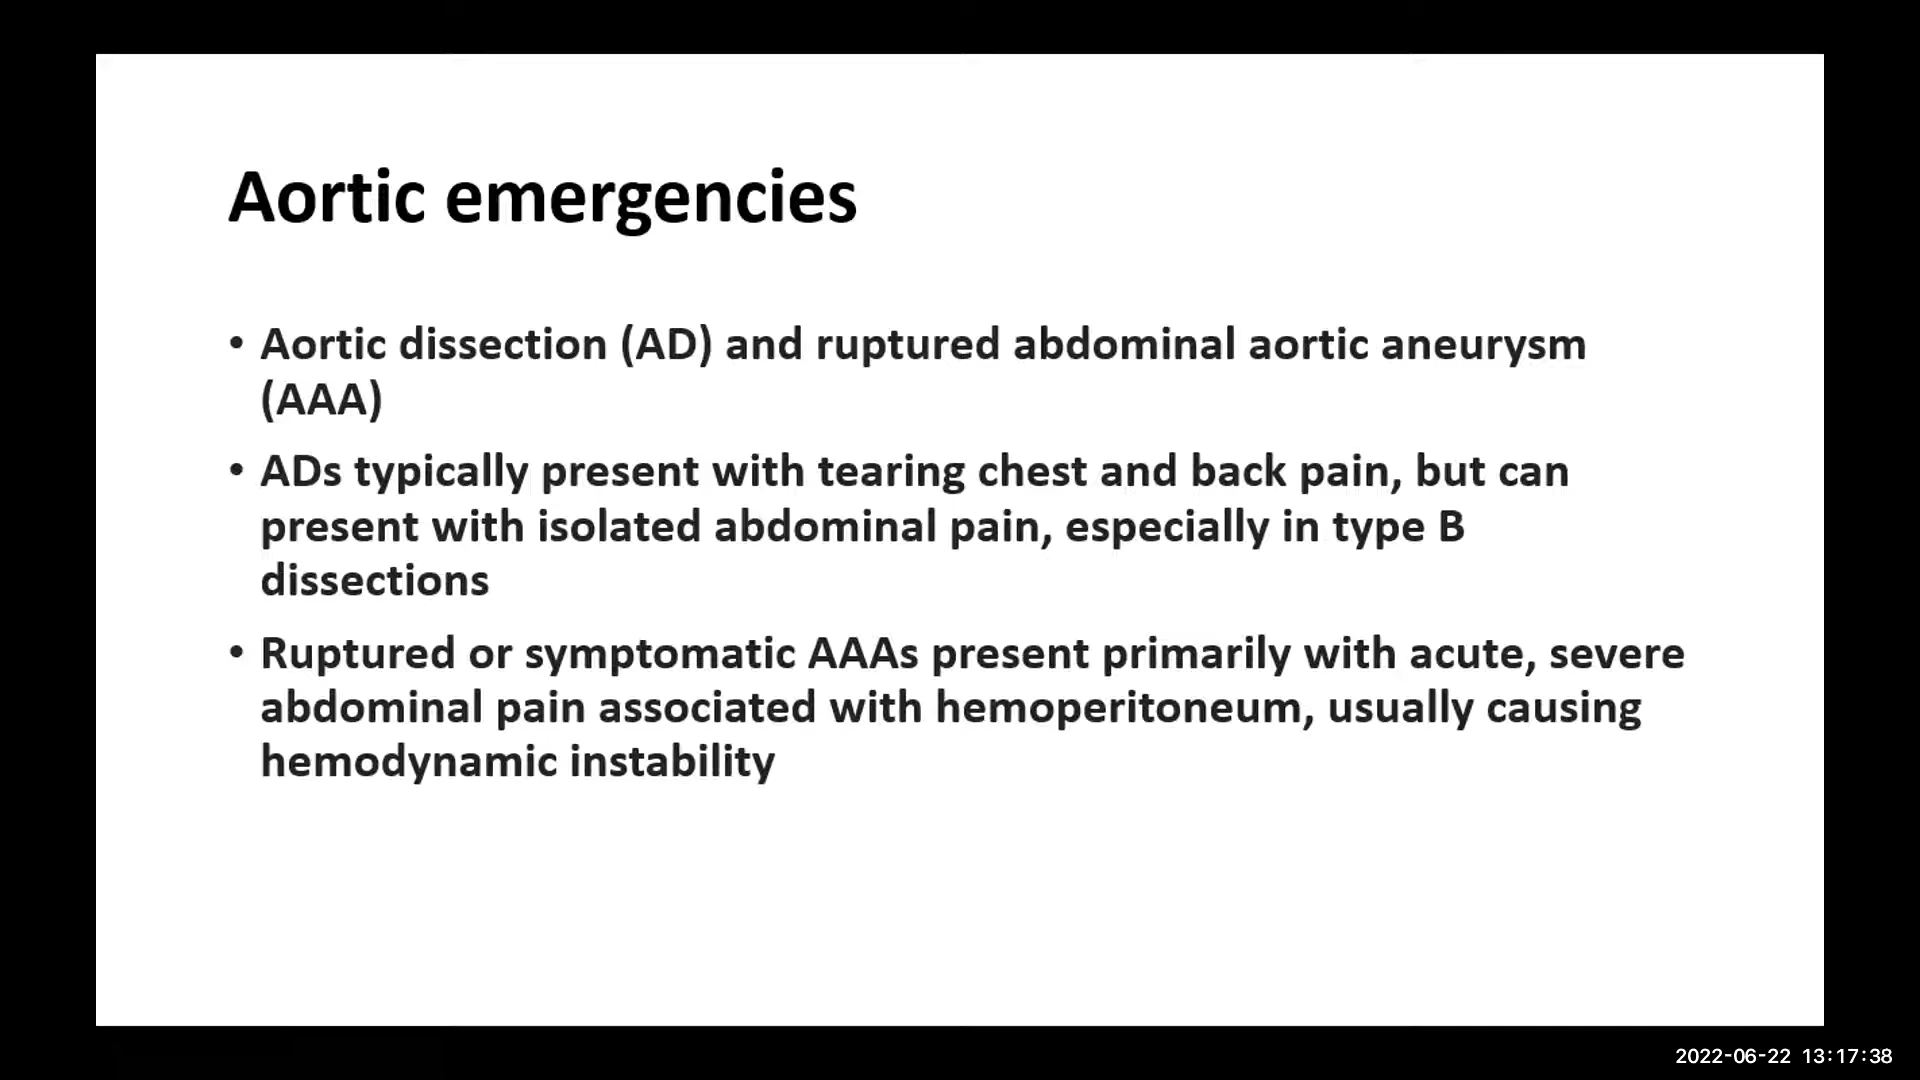 Aortic emergencies
• Aortic dissection (AD) and ruptured abdominal aortic aneurysm
(AAA)
• ADs typically present with tearing chest and back pain, but can
present with isolated abdominal pain, especially in type B
dissections
• Ruptured or symptomatic AAAs present primarily with acute, severe
abdominal pain associated with hemoperitoneum, usually causing
hemodynamic instability
2022-06-22 13:17:38